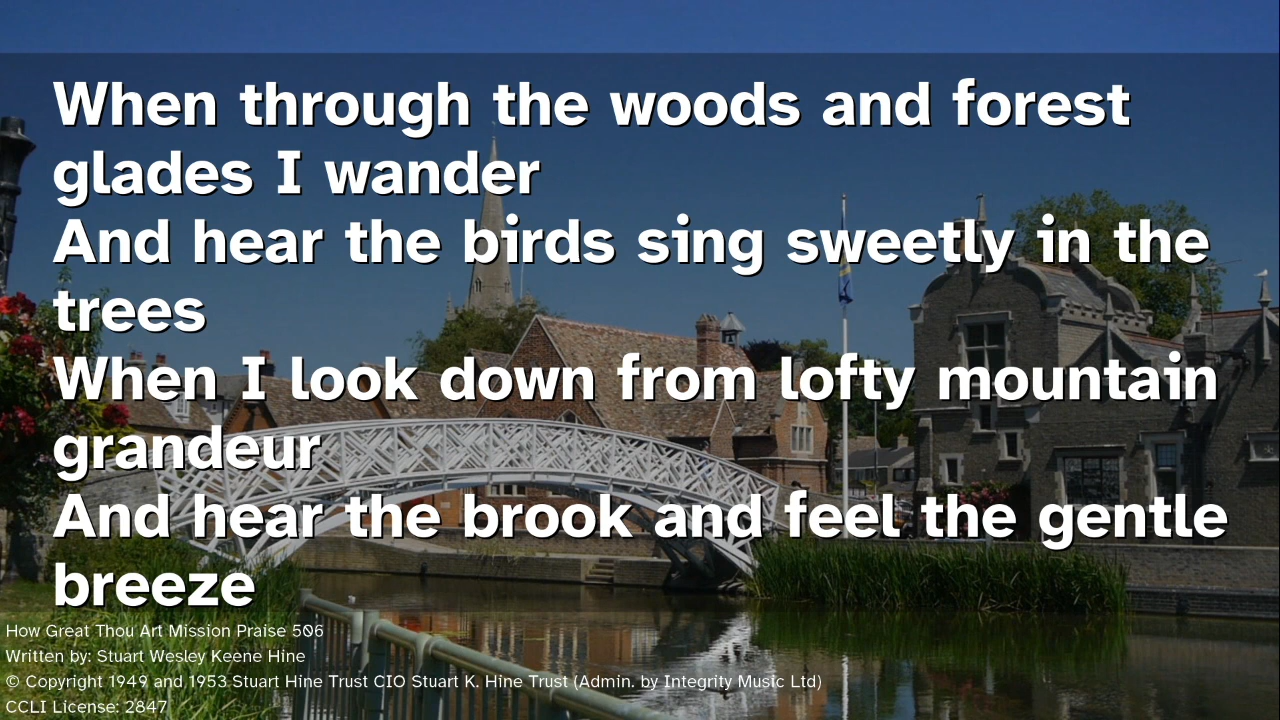 When through the woods and forest
glades I wander
And hear the birds sing sweetly in the
trees
When I look down from lofty mountain
grandeur
And hear the brook and feel the gentle
breeze
How Great Thou Art Mission Praise 506
Written by: Stuart Wesley Keene Hine
© Copyright 1949 and 1953 Stuart Hine Trust CIO Stuart K. Hine Trust (Admin. by Integrity Music Ltd)
CCLI License: 2847